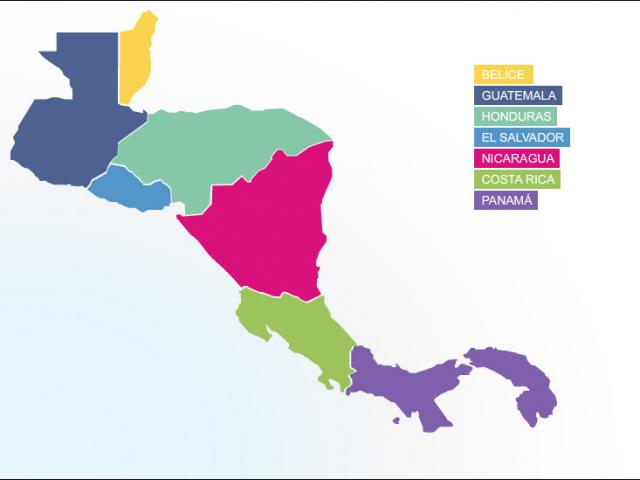 BELICE
GUATEMALA
HONDURAS
EL SALVADOR
NICARAGUA
COSTA RICA
PANAMÁ